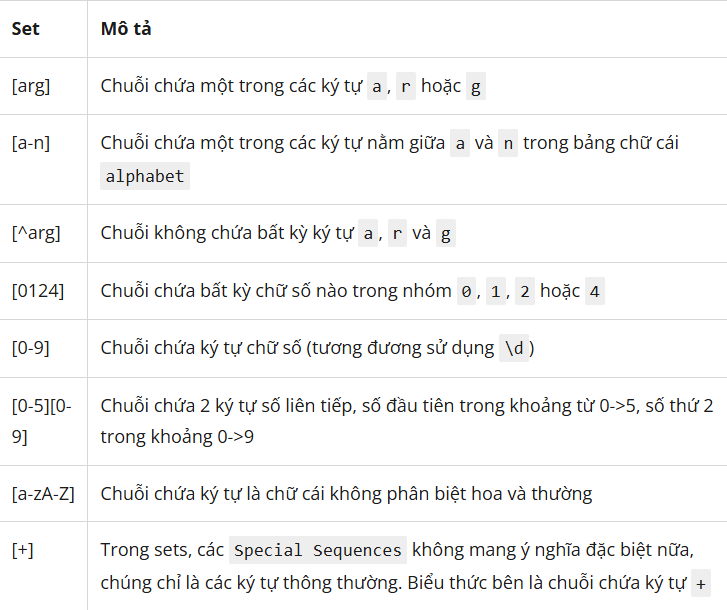 Set Mô tả
[arg] Chuỗi chứa một trong các ký tự a, r hoặc g
[a-n] Chuỗi chứa một trong các ký tự nằm giữa a và n trong bảng chữ cái
alphabet
[^arg] Chuỗi không chứa bất kỳ ký tự a, r và g
[0124] Chuỗi chứa bất kỳ chữ số nào trong nhóm 0, 1, 2 hoặc 4
[0-9] Chuỗi chứa ký tự chữ số (tương đương sử dụng \d)
[0-5][0- Chuỗi chứa 2 ký tự số liên tiếp, số đầu tiên trong khoảng từ 0->5, số thứ 2
9] trong khoảng 0->9
[a-zA-Z] Chuỗi chứa ký tự là chữ cái không phân biệt hoa và thường
[+] Trong sets, các Special Sequences không mang ý nghĩa đặc biệt nữa,
chúng chỉ là các ký tự thông thường. Biểu thức bên là chuỗi chứa ký tự +